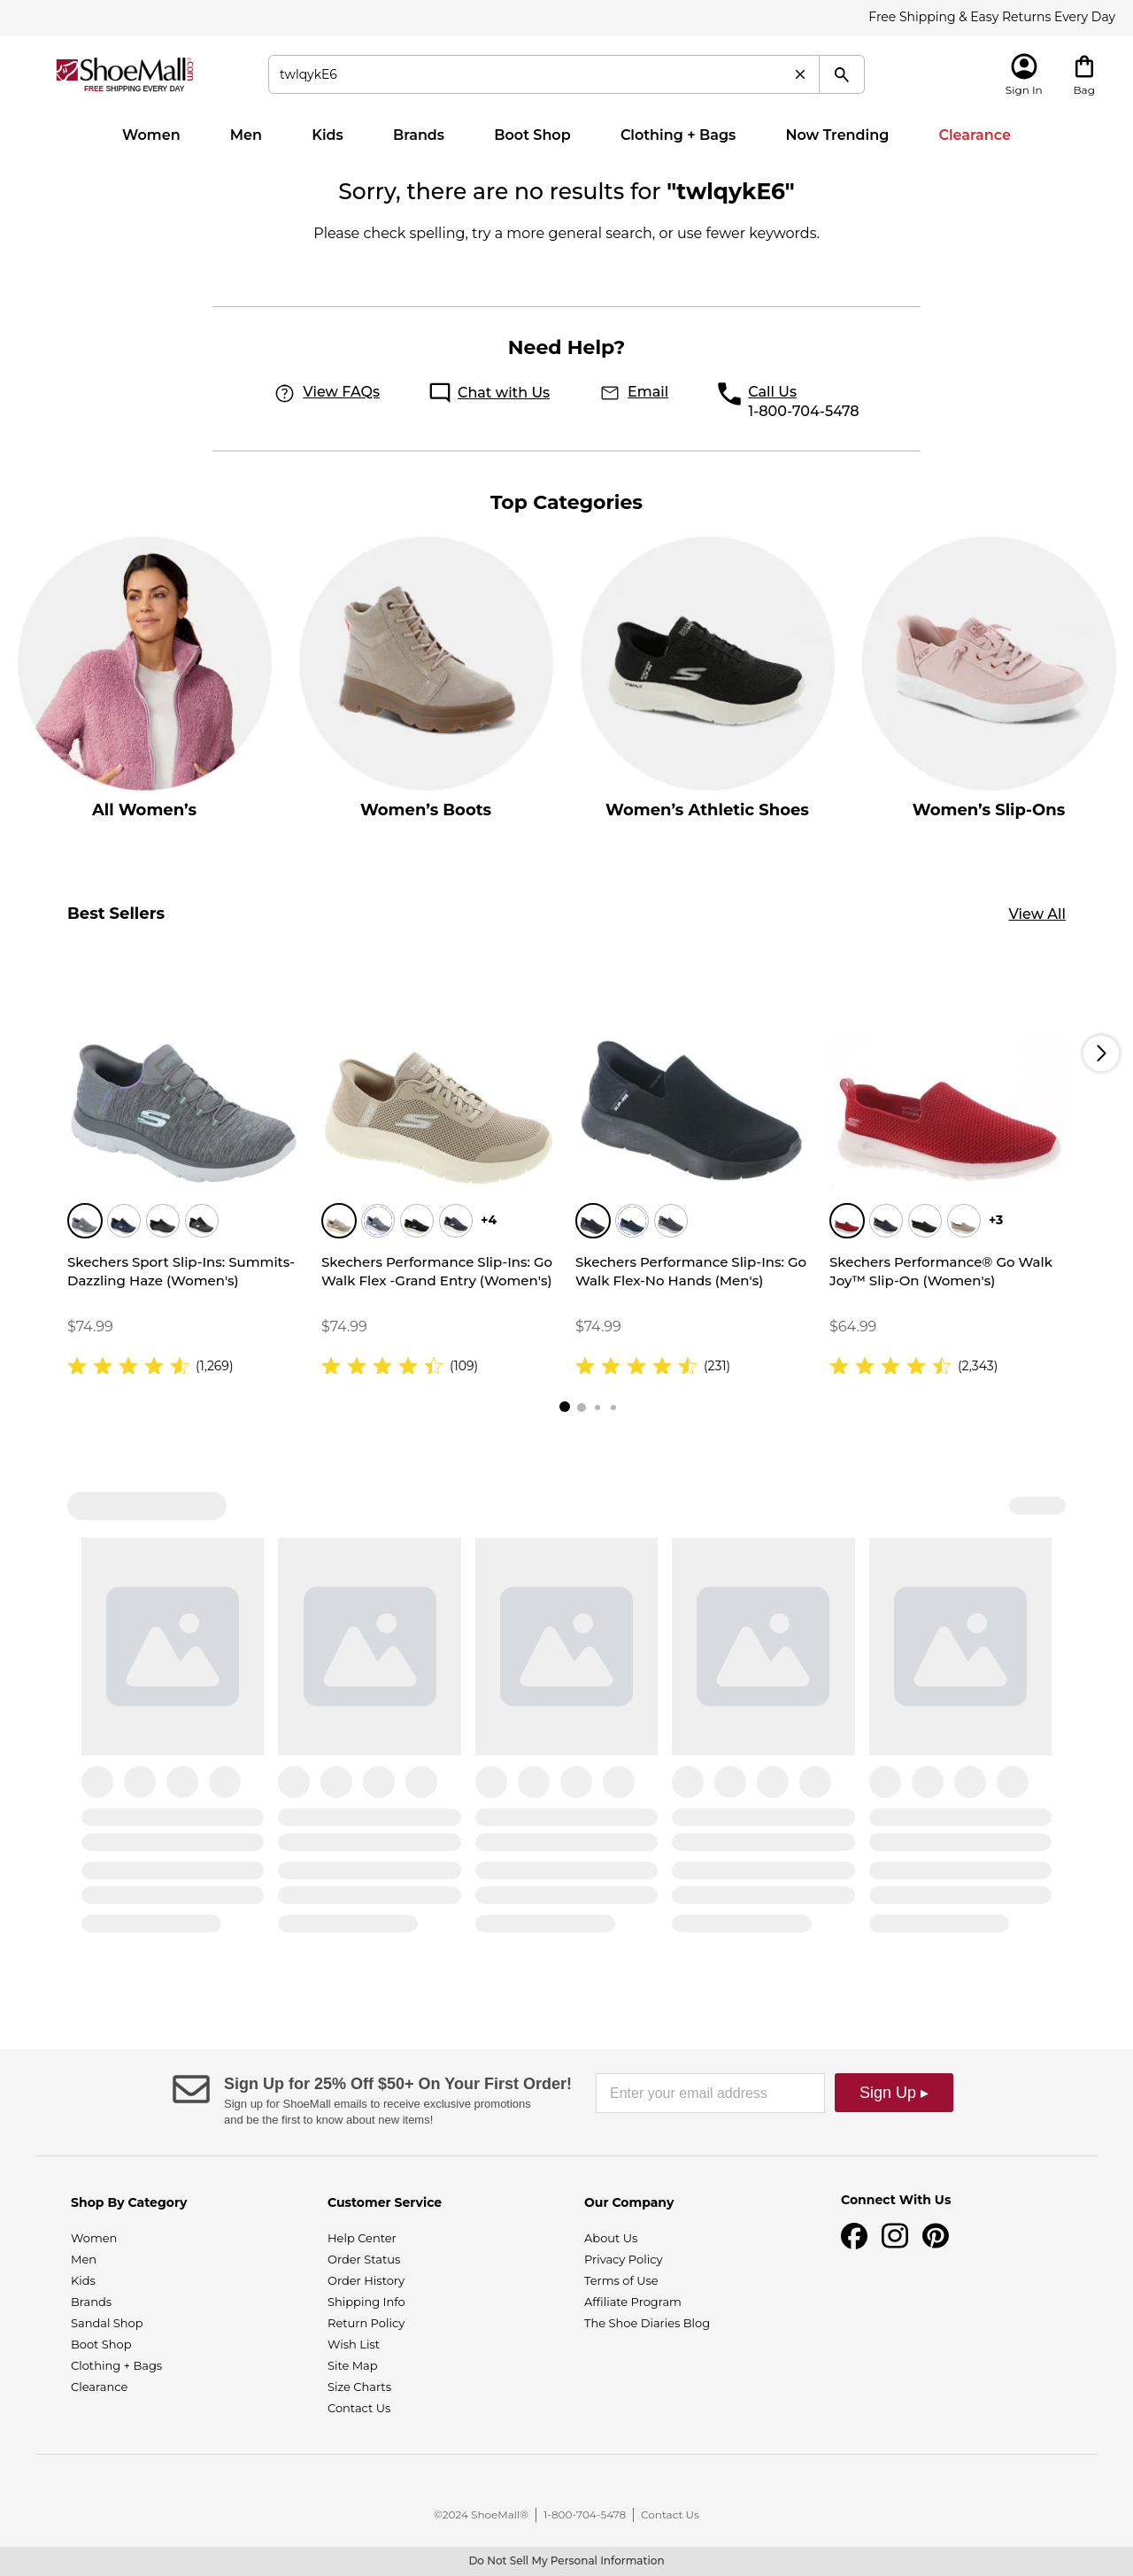 Free Shipping & Easy Returns Every Day
ShoeMall.com
FREE SHIPPING EVERY DAY
twlqykE6
Sign In
Bag
Women
Men
Kids
Brands
Boot Shop
Clothing + Bags
Now Trending
Clearance
Sorry, there are no results for "twlqykE6"
Please check spelling, try a more general search, or use fewer keywords.
Need Help?
View FAQs
Chat with Us
Email
Call Us
1-800-704-5478
Top Categories
All Women’s
Women’s Boots
Women’s Athletic Shoes
Women’s Slip-Ons
Best Sellers
View All
+4
+3
Skechers Sport Slip-Ins: Summits-
Dazzling Haze (Women's)
$74.99
(1,269)
Skechers Performance Slip-Ins: Go
Walk Flex -Grand Entry (Women's)
$74.99
(109)
Skechers Performance Slip-Ins: Go
Walk Flex-No Hands (Men's)
$74.99
(231)
Skechers Performance® Go Walk
Joy™ Slip-On (Women's)
$64.99
(2,343)
Sign Up for 25% Off $50+ On Your First Order!
Sign up for ShoeMall emails to receive exclusive promotions
and be the first to know about new items!
Enter your email address
Sign Up ▸
Shop By Category
Women
Men
Kids
Brands
Sandal Shop
Boot Shop
Clothing + Bags
Clearance
Customer Service
Help Center
Order Status
Order History
Shipping Info
Return Policy
Wish List
Site Map
Size Charts
Contact Us
Our Company
About Us
Privacy Policy
Terms of Use
Affiliate Program
The Shoe Diaries Blog
Connect With Us
©2024 ShoeMall®
1-800-704-5478
Contact Us
Do Not Sell My Personal Information